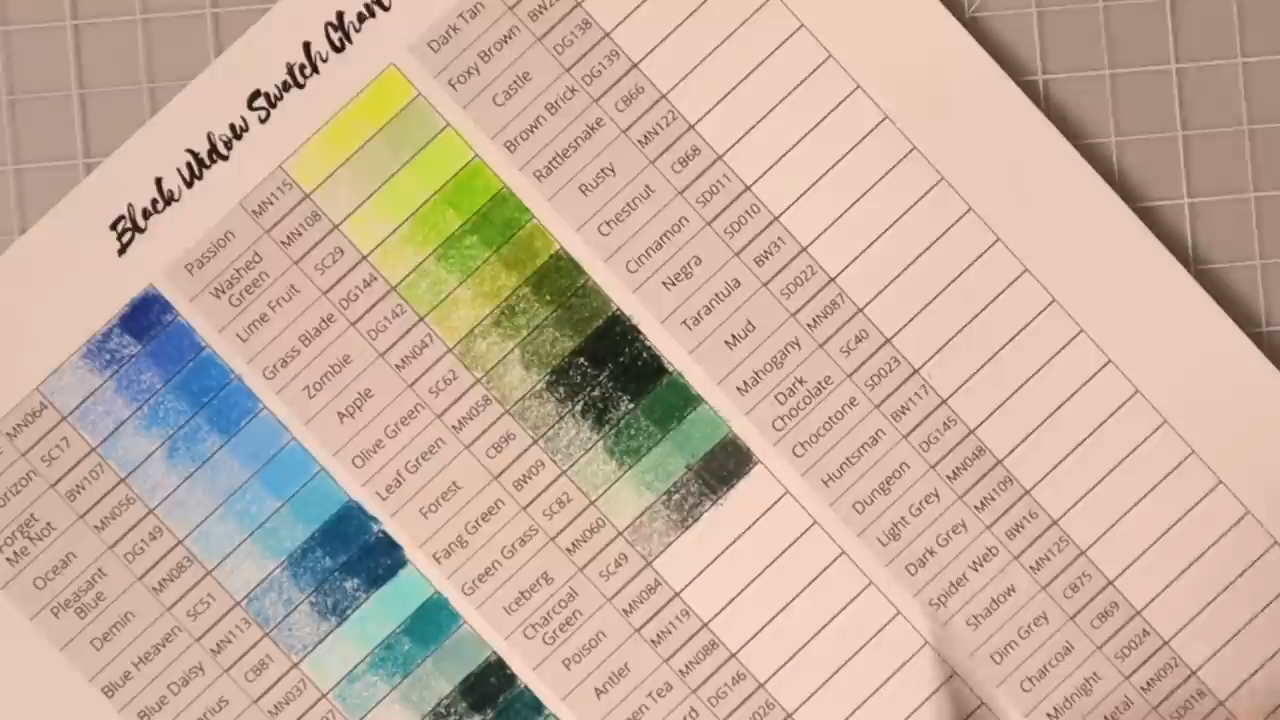 Black Widow Swatch Chart
MN064
SC17
BW107
Forget
Me Not
MN056
Ocean
DG149
Pleasant
Blue
MN083
Demin
SC51
Blue Heaven
MN113
Blue Daisy
CB81
MN037
Passion
MN115
Washed
Green
MN108
Lime Fruit
SC29
Grass Blade
DG144
Zombie
DG142
Apple
MN047
Olive Green
SC62
Leaf Green
MN058
Forest
CB96
Fang Green
BW09
Green Grass
SC82
Iceberg
MN060
Charcoal
Green
SC49
Poison
MN084
Antler
MN119
Tea
MN088
DG146
Dark Tan
Foxy Brown
DG138
Castle
DG139
Brown Brick
CB66
Rattlesnake
MN122
Rusty
CB68
Chestnut
SD011
Cinnamon
SD010
Negra
BW31
Tarantula
SD022
Mud
MN087
Mahogany
SC40
Dark
Chocolate
SD023
Chocotone
BW117
Huntsman
DG145
Dungeon
MN048
Light Grey
MN109
Dark Grey
BW16
Spider Web
MN125
Shadow
CB75
Dim Grey
CB69
Charcoal
SD024
Midnight
MN092
SD018